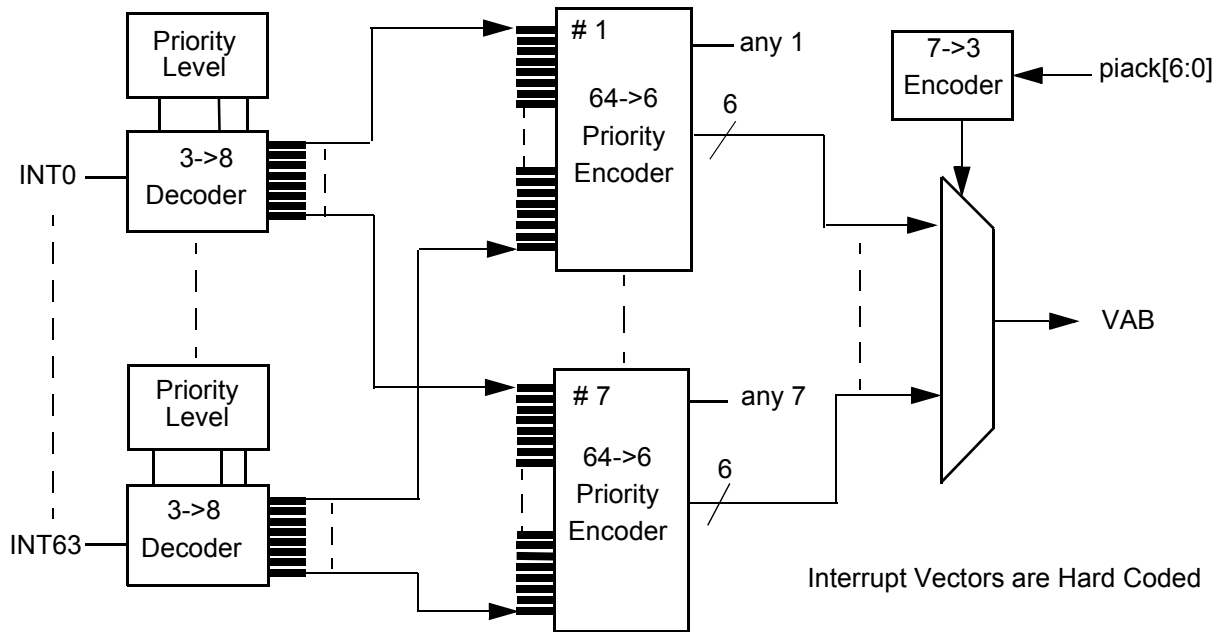 Priority
Level
INT0
3->8
Decoder
# 1
64->6
Priority
Encoder
any 1
6
7->3
Encoder
piack[6:0]
VAB
Priority
Level
INT63
3->8
Decoder
# 7
64->6
Priority
Encoder
any 7
6
Interrupt Vectors are Hard Coded